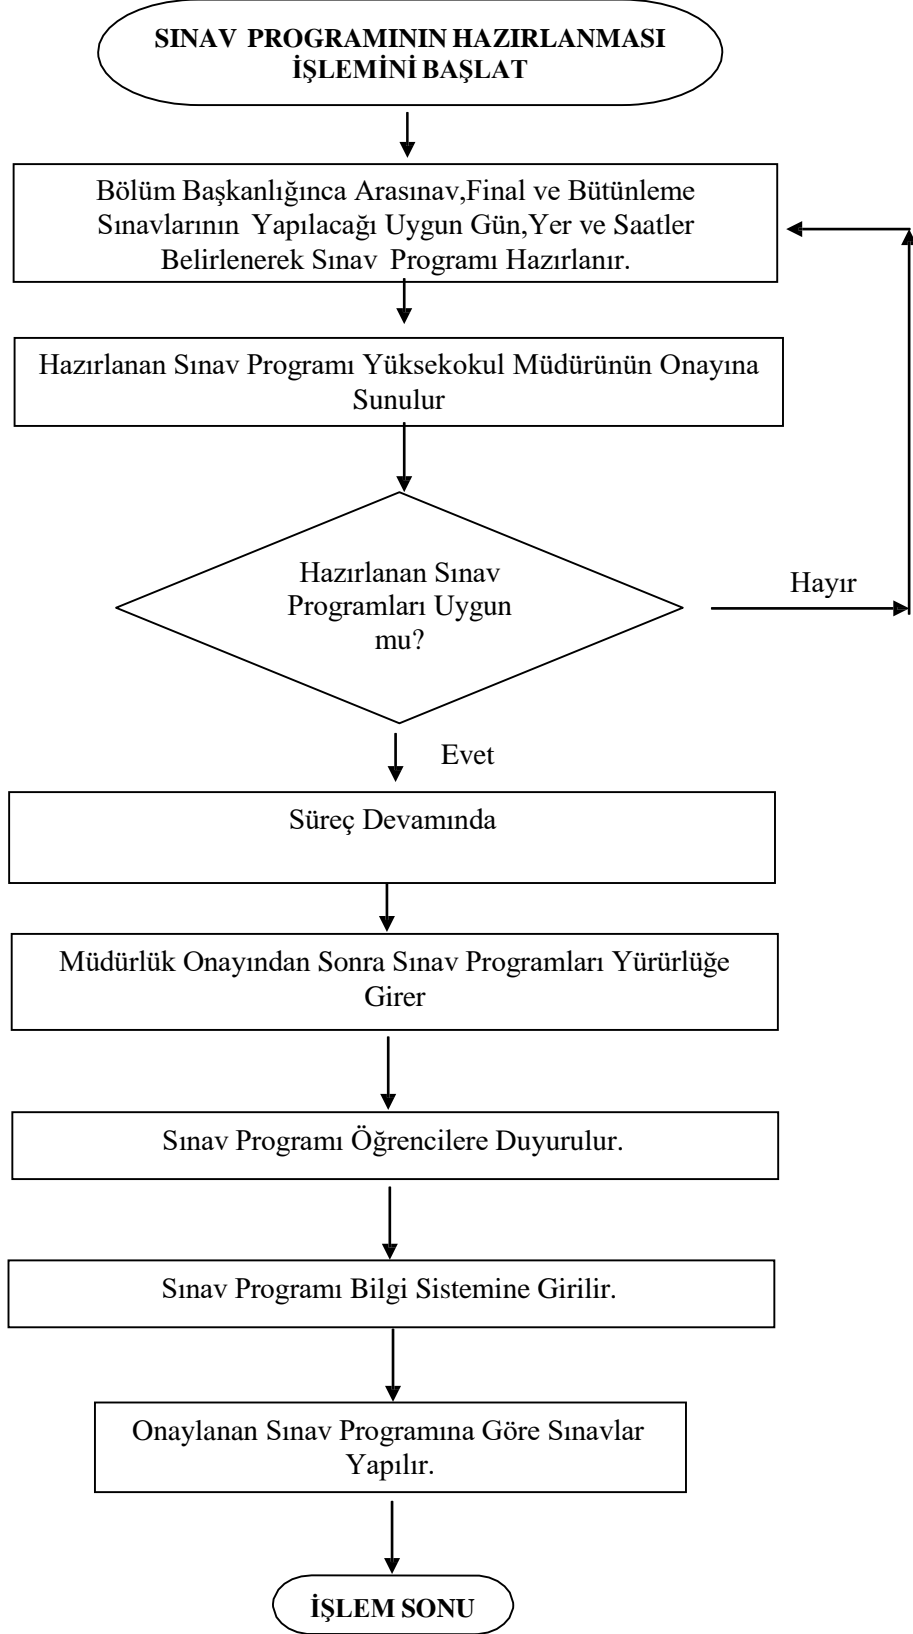 SINAV PROGRAMININ HAZIRLANMASI
İŞLEMİNİ BAŞLAT
Bölüm Başkanlığınca Arasınav,Final ve Bütünleme
Sınavlarının Yapılacağı Uygun Gün,Yer ve Saatler
Belirlenerek Sınav Programı Hazırlanır.
Hazırlanan Sınav Programı Yüksekokul Müdürünün Onayına
Sunulur
Hazırlanan Sınav
Programları Uygun
mu?
Hayır
Evet
Süreç Devamında
Müdürlük Onayından Sonra Sınav Programları Yürürlüğe
Girer
Sınav Programı Öğrencilere Duyurulur.
Sınav Programı Bilgi Sistemine Girilir.
Onaylanan Sınav Programına Göre Sınavlar
Yapılır.
İŞLEM SONU